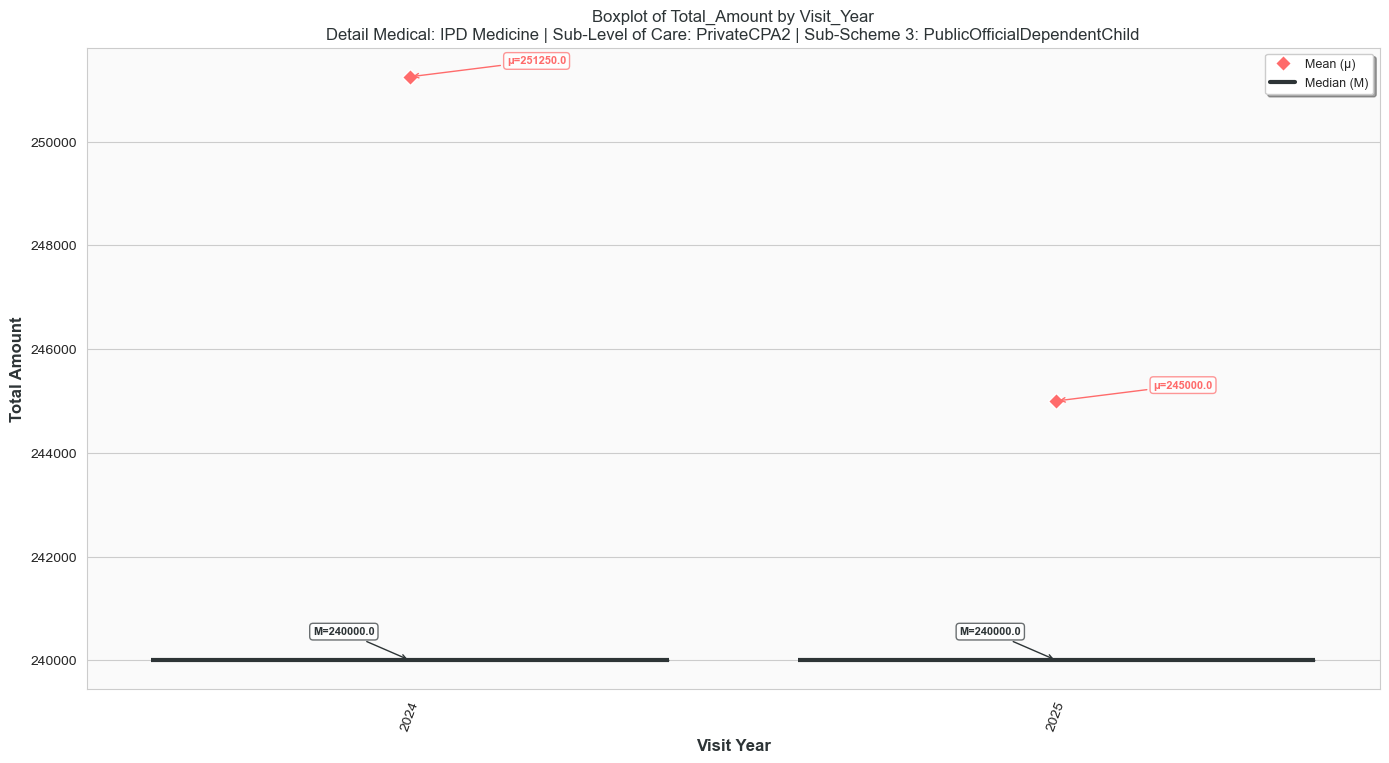 Boxplot of Total_Amount by Visit_Year
Detail Medical: IPD Medicine | Sub-Level of Care: PrivateCPA2 | Sub-Scheme 3: PublicOfficialDependentChild
μ=251250.0
Mean (μ)
Median (M)
250000
248000
246000
μ=245000.0
244000
242000
M=240000.0
M=240000.0
240000
Total Amount
2024
2025
Visit Year